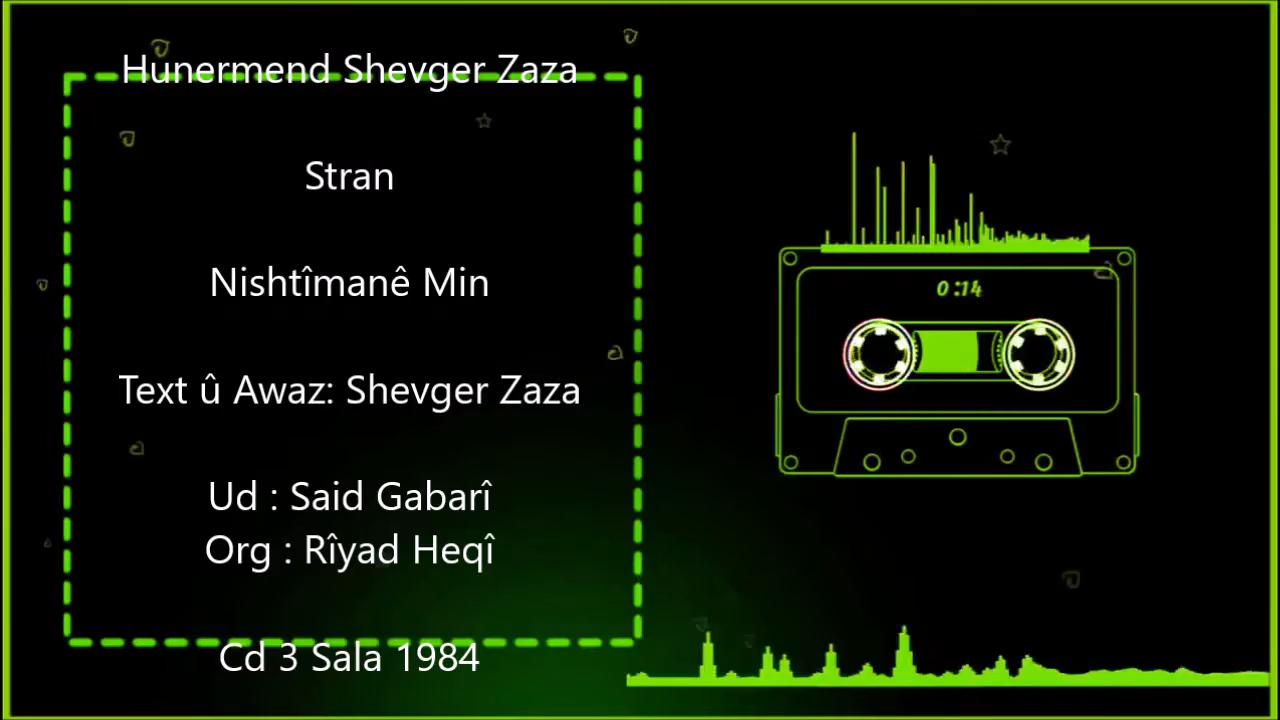 Hunermend Shevger Zaza
Stran
Nishtîmanê Min
Text û Awaz: Shevger Zaza
Ud : Said Gabarî
Org : Rîyad Heqî
Cd 3 Sala 1984
0:14